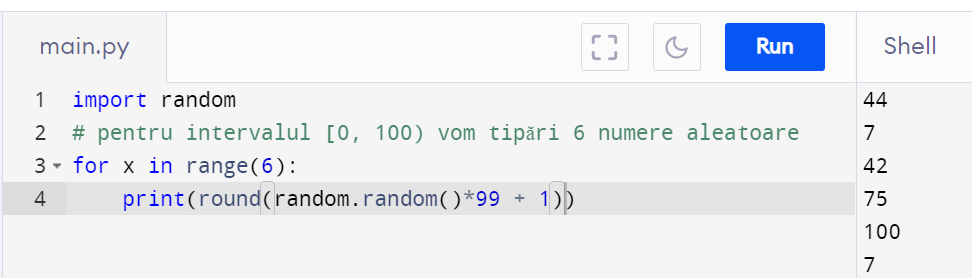 main.py Run Shell
1 import random
2 # pentru intervalul [0, 100) vom tipări 6 numere aleatoare
3 for x in range(6):
4 print(round(random.random()*99 + 1))
44
7
42
75
100
7